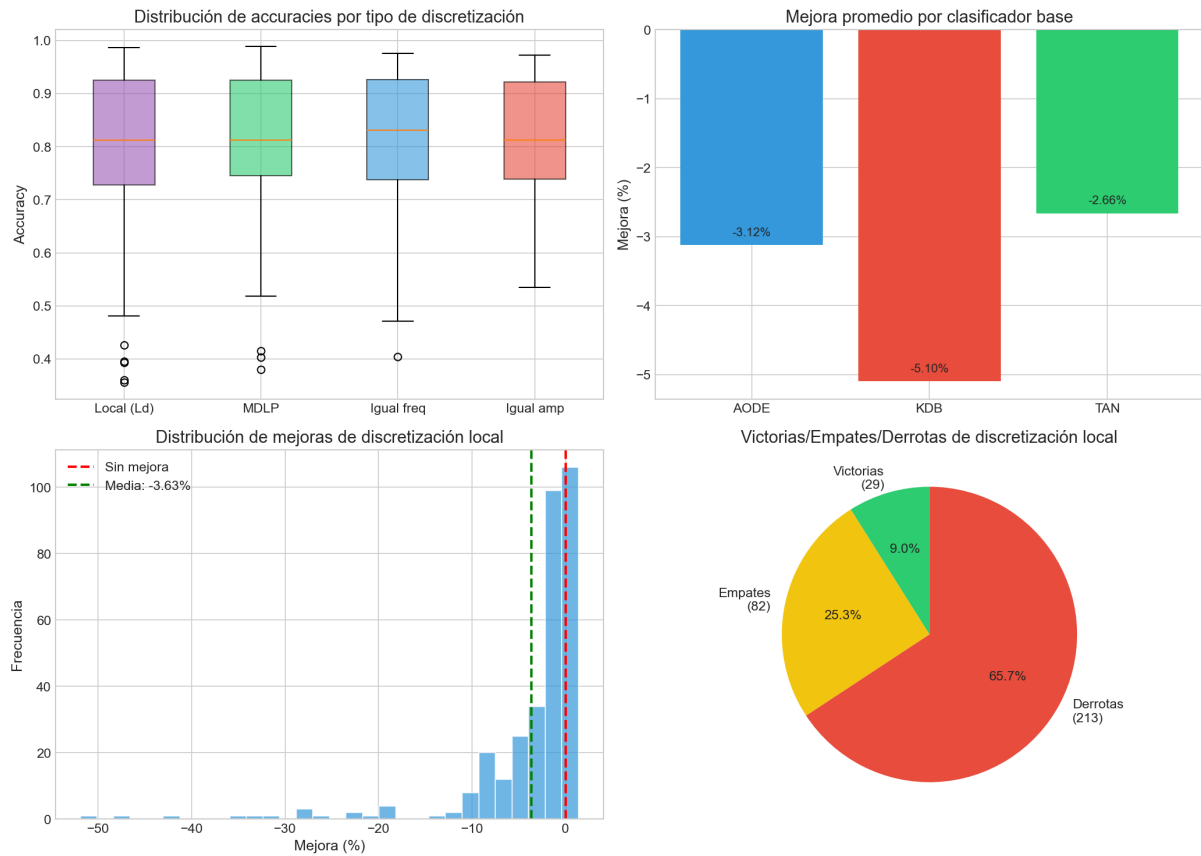 Distribución de accuracies por tipo de discretización
1.0
0.9
0.8
0.7
0.6
0.5
0.4
Accuracy
Local (Ld)
MDLP
Igual freq
Igual amp
Mejora promedio por clasificador base
0
−1
−2
−3
−4
−5
Mejora (%)
-3.12%
-5.10%
-2.66%
AODE
KDB
TAN
Distribución de mejoras de discretización local
Sin mejora
Media: -3.63%
100
80
60
40
20
0
Frecuencia
−50
−40
−30
−20
−10
0
Mejora (%)
Victorias/Empates/Derrotas de discretización local
Victorias
(29)
9.0%
Empates
(82)
25.3%
65.7%
Derrotas
(213)